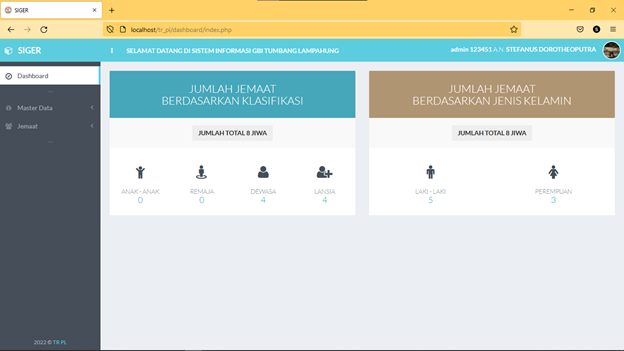 SIGER
localhost/tr_pl/dashboard/index.php
SIGER
SELAMAT DATANG DI SISTEM INFORMASI GBI TUMBANG LAMPAHUNG
admin 123451 A.N. STEFANUS DOROTHEOPUTRA
Dashboard
Master Data
Jemaat
JUMLAH JEMAAT
BERDASARKAN KLASIFIKASI
JUMLAH TOTAL 8 JIWA
ANAK - ANAK
0
REMAJA
0
DEWASA
4
LANSIA
4
JUMLAH JEMAAT
BERDASARKAN JENIS KELAMIN
JUMLAH TOTAL 8 JIWA
LAKI - LAKI
5
PEREMPUAN
3
2022 © TR PL